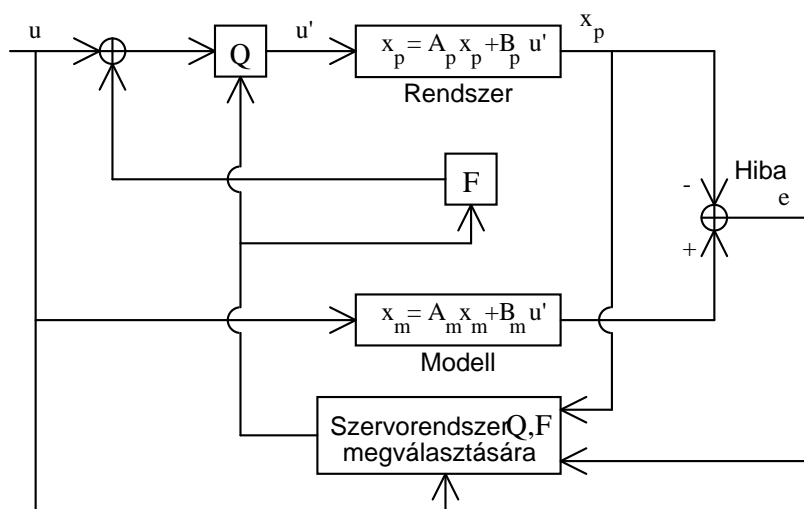 u
Q
u'
x_p = A_p x_p + B_p u'
x_p
Rendszer
F
Hiba
-
e
+
x_m = A_m x_m + B_m u'
Modell
Szervorendszer Q,F
megválasztására